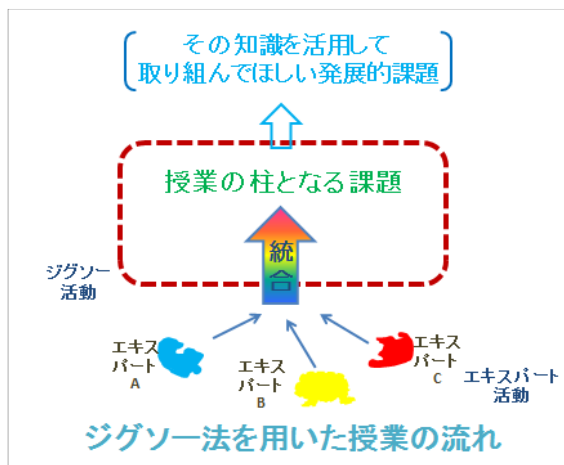 その知識を活用して
取り組んでほしい発展的課題
授業の柱となる課題
統合
ジグソー
活動
エキス
パート
A
エキス
パート
B
エキス
パート
C
エキスパート
活動
ジグソー法を用いた授業の流れ